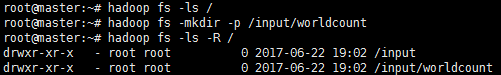 root@master:~# hadoop fs -ls /
root@master:~# hadoop fs -mkdir -p /input/worldcount
root@master:~# hadoop fs -ls -R /
drwxr-xr-x   - root root          0 2017-06-22 19:02 /input
drwxr-xr-x   - root root          0 2017-06-22 19:02 /input/worldcount